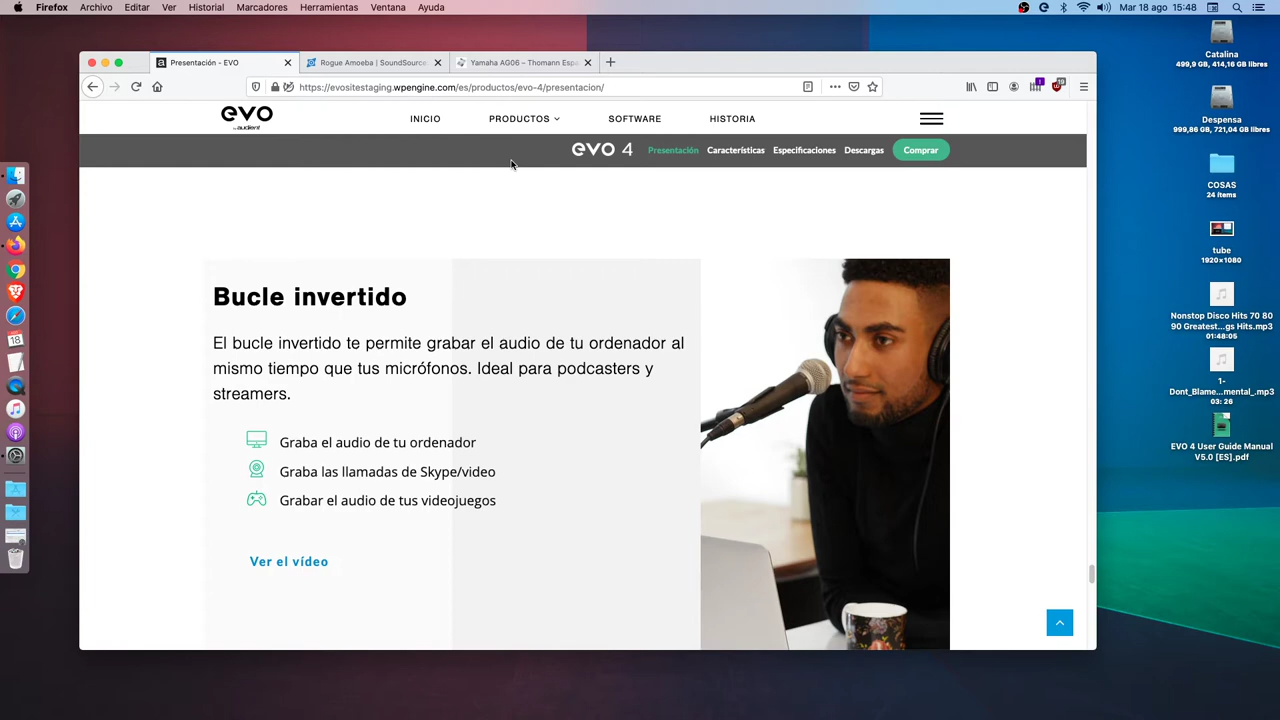 Firefox Archivo Editar Ver Historial Marcadores Herramientas Ventana Ayuda
Mar 18 ago 15:48
Presentación - EVO
Rogue Amoeba | SoundSource:
Yamaha AG06 – Thomann Espa
https://evositestaging.wpengine.com/es/productos/evo-4/presentacion/
evo
by audient
INICIO
PRODUCTOS
SOFTWARE
HISTORIA
evo 4
Presentación
Características
Especificaciones
Descargas
Comprar
Bucle invertido
El bucle invertido te permite grabar el audio de tu ordenador al
mismo tiempo que tus micrófonos. Ideal para podcasters y
streamers.
Graba el audio de tu ordenador
Graba las llamadas de Skype/video
Grabar el audio de tus videojuegos
Ver el vídeo
Catalina
499,9 GB, 414,16 GB libres
Despensa
999,86 GB, 721,04 GB libres
COSAS
24 ítems
tube
1920×1080
Nonstop Disco Hits 70 80
90 Greatest...gs Hits.mp3
01:48:05
1-
Dont_Blame...mental_.mp3
03: 26
EVO 4 User Guide Manual
V5.0 [ES].pdf
18